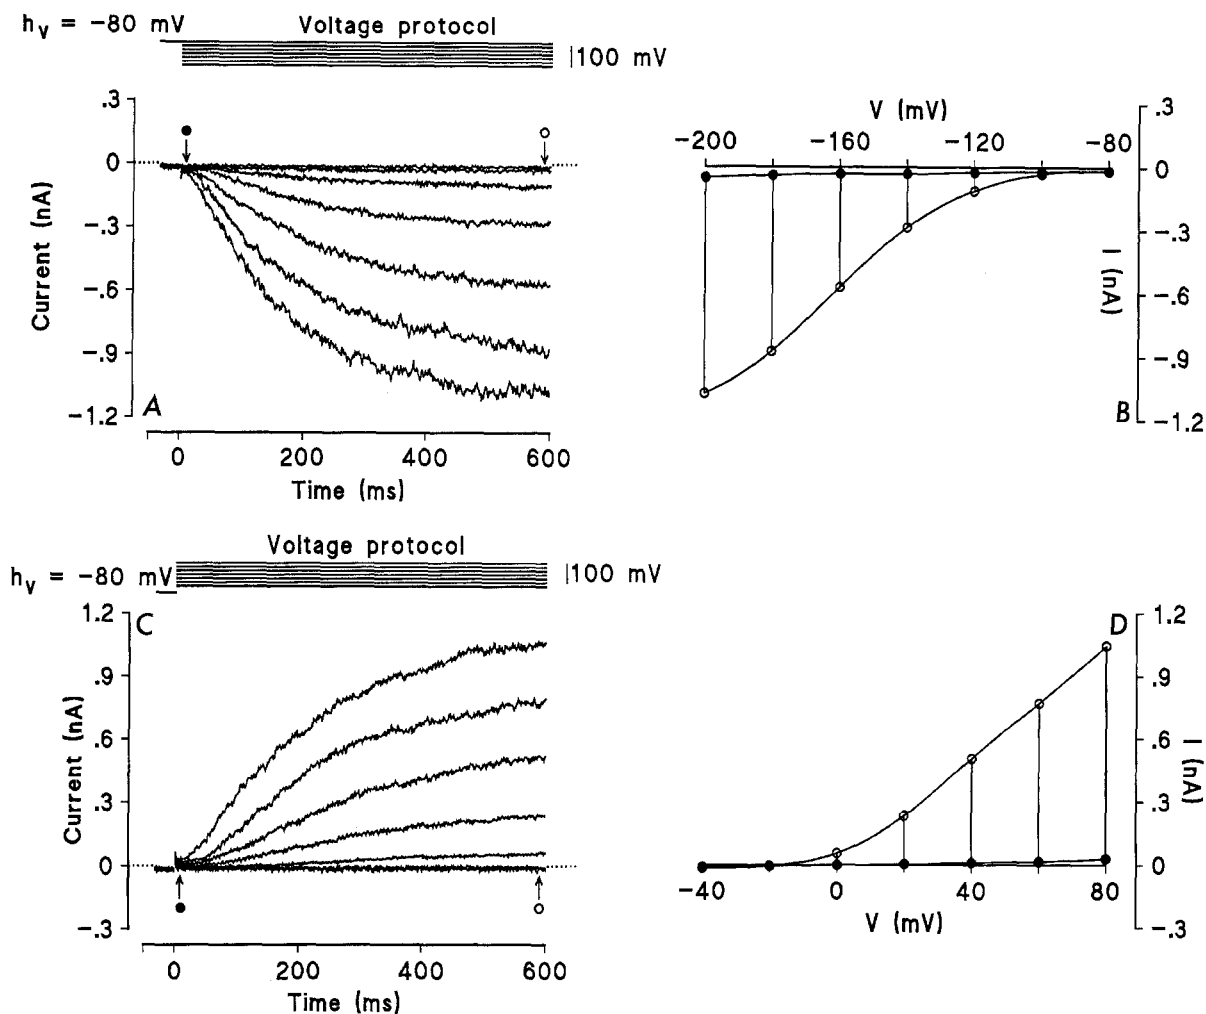 hv = −80 mV
Voltage protocol
100 mV
.3
0
−.3
−.6
−.9
−1.2
Current (nA)
A
0
200
400
600
Time (ms)
V (mV)
−200
−160
−120
−80
.3
0
−.3
−.6
−.9
−1.2
I (nA)
B
Voltage protocol
hv = −80 mV
100 mV
1.2
.9
.6
.3
0
−.3
Current (nA)
C
0
200
400
600
Time (ms)
D
1.2
.9
.6
.3
0
−.3
I (nA)
−40
0
40
80
V (mV)